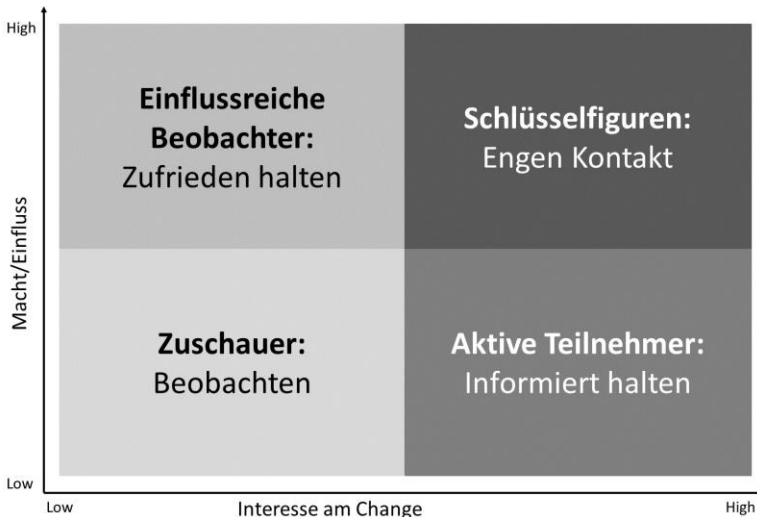 High
Einflussreiche
Beobachter:
Zufrieden halten
Schlüsselfiguren:
Engen Kontakt
Macht/Einfluss
Zuschauer:
Beobachten
Aktive Teilnehmer:
Informiert halten
Low
Low
Interesse am Change
High